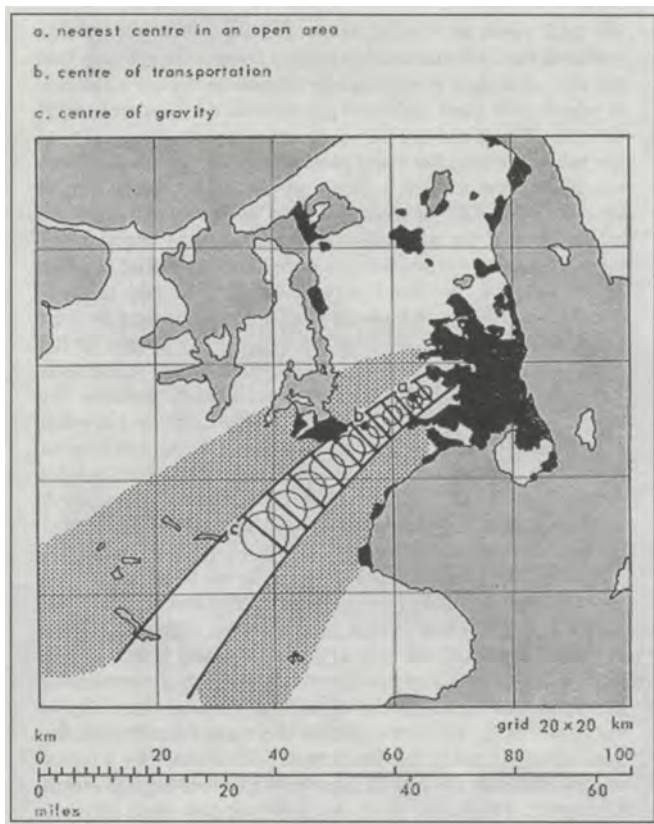 a. nearest centre in an open area
b. centre of transportation
c. centre of gravity
a
b
c
grid 20 x 20 km
km
0 20 40 60 80 100
0 20 40 60
miles